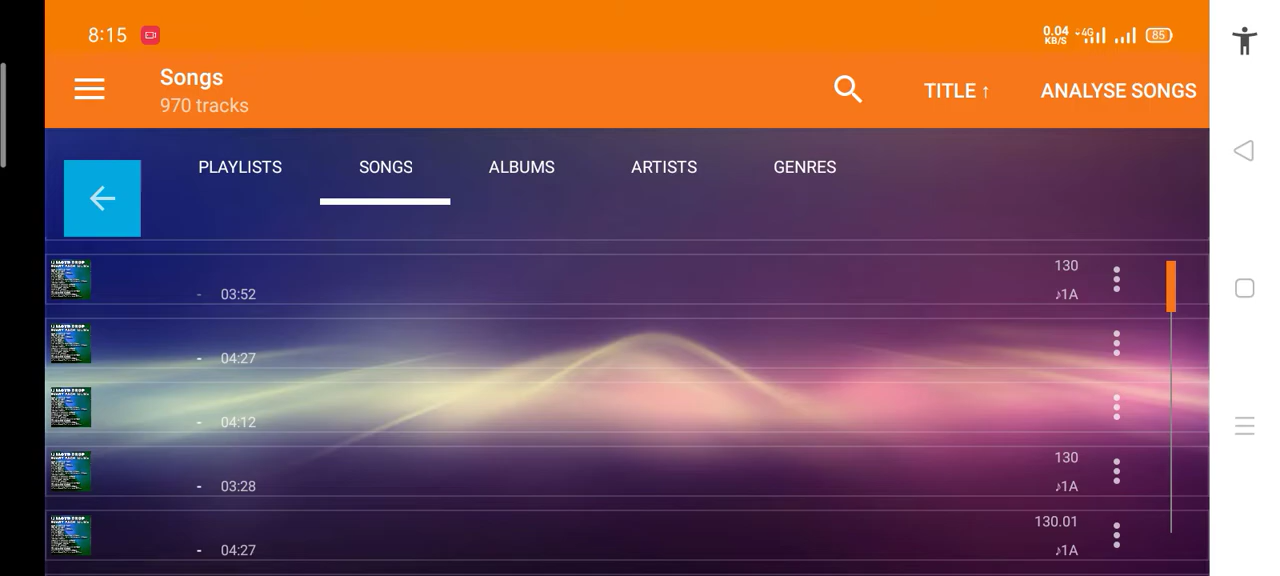 8:15
0.04 KB/S 4G 85
Songs
970 tracks
TITLE ↑
ANALYSE SONGS
PLAYLISTS SONGS ALBUMS ARTISTS GENRES
130
- 03:52
♪1A
- 04:27
- 04:12
130
- 03:28
♪1A
130.01
- 04:27
♪1A